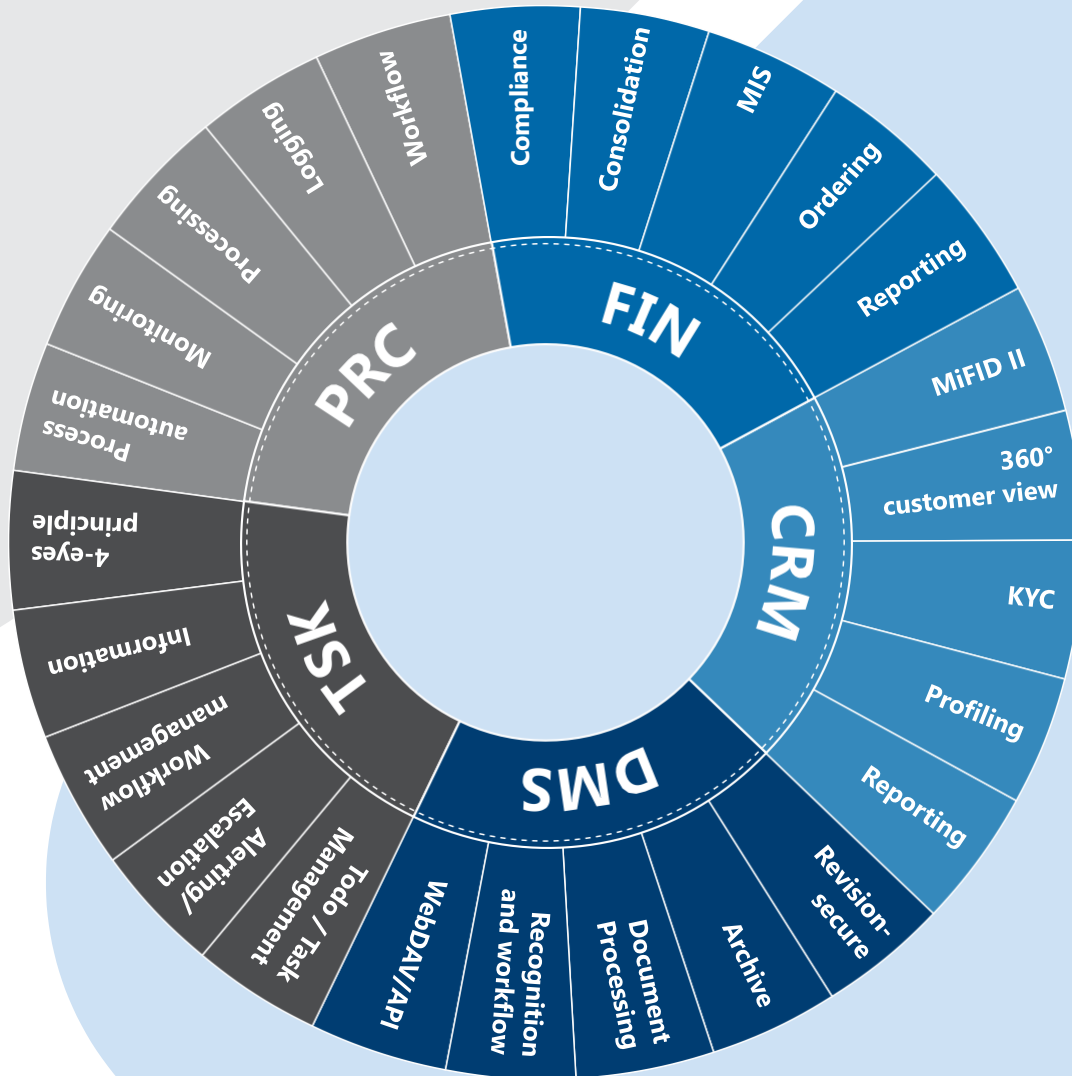 FIN
Compliance
Consolidation
MIS
Ordering
Reporting
CRM
MiFID II
360°
customer view
KYC
Profiling
Reporting
DMS
Revision-
secure
Archive
Document
Processing
Recognition
and workflow
WebDAV/API
TSK
Todo / Task
Management
Alerting/
Escalation
Workflow
management
Information
4-eyes
principle
PRC
Process
automation
Monitoring
Processing
Logging
Workflow